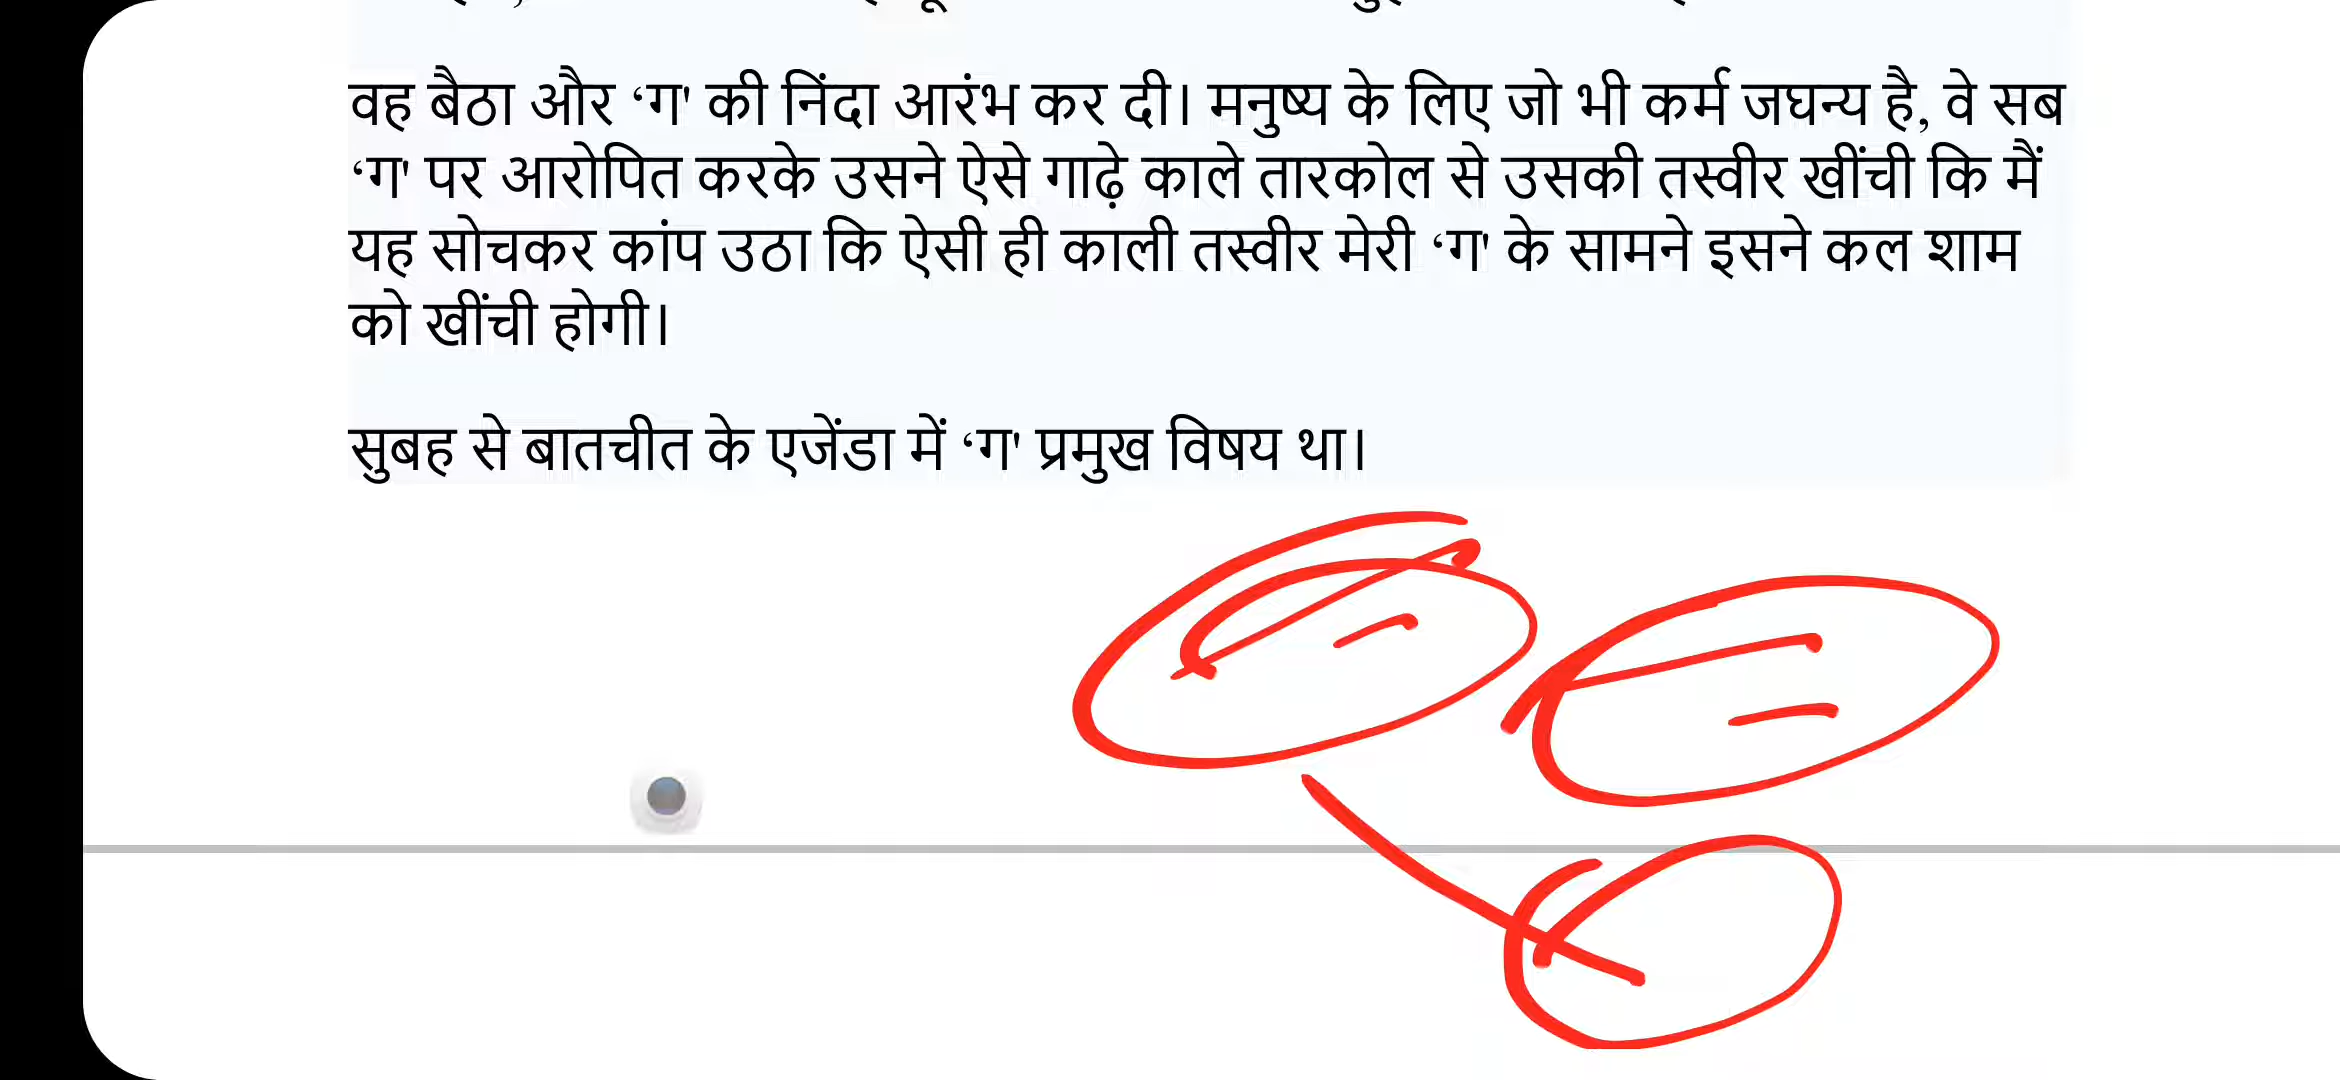 वह बैठा और ‘ग' की निंदा आरंभ कर दी। मनुष्य के लिए जो भी कर्म जघन्य है, वे सब
‘ग' पर आरोपित करके उसने ऐसे गाढ़े काले तारकोल से उसकी तस्वीर खींची कि मैं
यह सोचकर कांप उठा कि ऐसी ही काली तस्वीर मेरी ‘ग' के सामने इसने कल शाम
को खींची होगी।
सुबह से बातचीत के एजेंडा में ‘ग' प्रमुख विषय था।